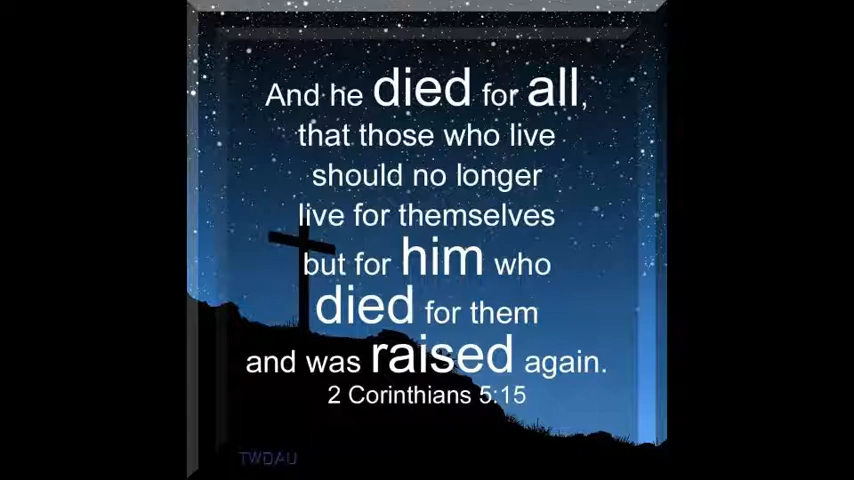 And he died for all,
that those who live
should no longer
live for themselves
but for him who
died for them
and was raised again.
2 Corinthians 5:15
TWDAU